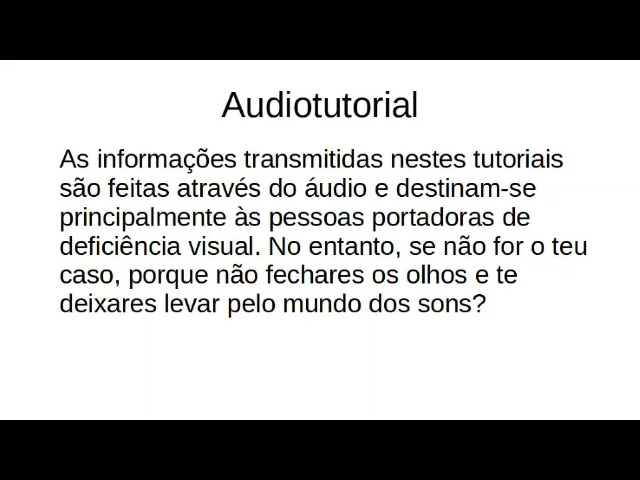 Audiotutorial
As informações transmitidas nestes tutoriais
são feitas através do áudio e destinam-se
principalmente às pessoas portadoras de
deficiência visual. No entanto, se não for o teu
caso, porque não fechares os olhos e te
deixares levar pelo mundo dos sons?